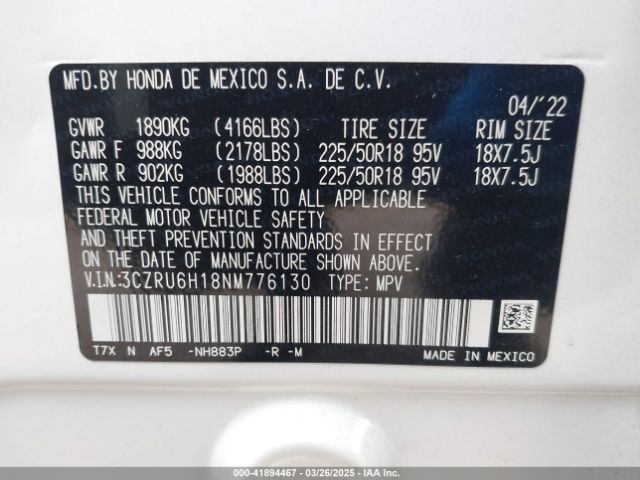 MFD.BY HONDA DE MEXICO S.A. DE C.V.
04/'22
GVWR 1890KG (4166LBS) TIRE SIZE RIM SIZE
GAWR F 988KG (2178LBS) 225/50R18 95V 18X7.5J
GAWR R 902KG (1988LBS) 225/50R18 95V 18X7.5J
THIS VEHICLE CONFORMS TO ALL APPLICABLE
FEDERAL MOTOR VEHICLE SAFETY
AND THEFT PREVENTION STANDARDS IN EFFECT
ON THE DATE OF MANUFACTURE SHOWN ABOVE.
V.I.N:3CZRU6H18NM776130 TYPE: MPV
T7X N AF5 -NH883P -R -M MADE IN MEXICO
000-41894467 | 03/26/2025 | IAA Inc.